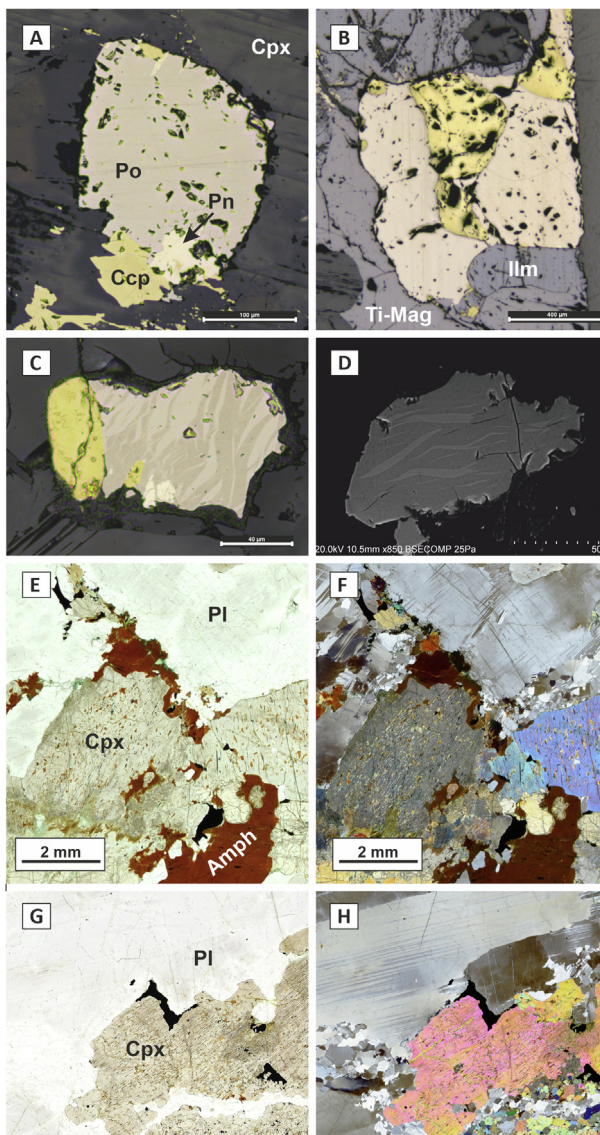 A
Cpx
Po
Pn
Ccp
100 µm
B
Ilm
Ti-Mag
400 µm
C
40 µm
D
20.0kV 10.5mm x850 BSECOMP 25Pa
E
Pl
Cpx
Amph
2 mm
F
2 mm
G
Pl
Cpx
H